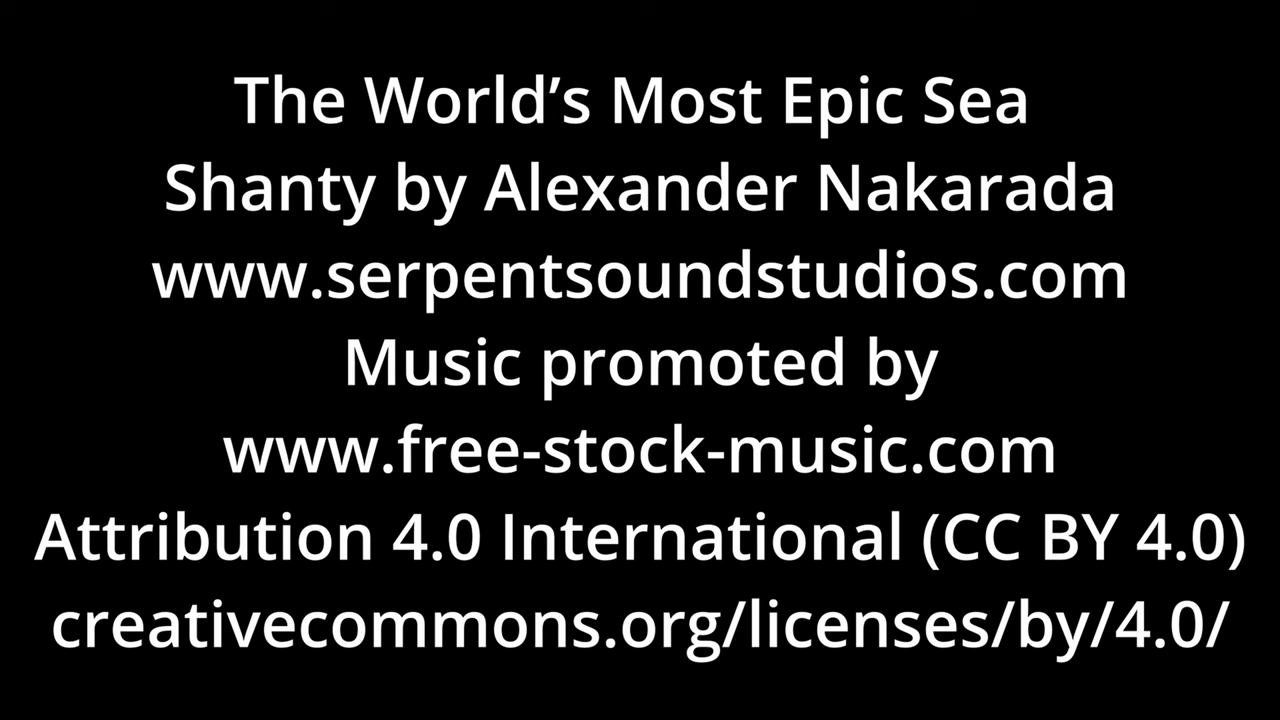 The World’s Most Epic Sea
Shanty by Alexander Nakarada
www.serpentsoundstudios.com
Music promoted by
www.free-stock-music.com
Attribution 4.0 International (CC BY 4.0)
creativecommons.org/licenses/by/4.0/